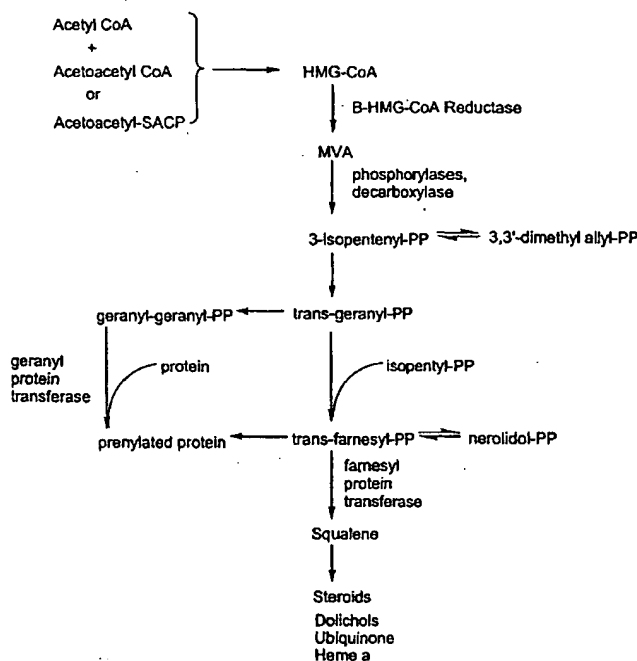 Acetyl CoA
+
Acetoacetyl CoA
or
Acetoacetyl-SACP
HMG-CoA
B-HMG-CoA Reductase
MVA
phosphorylases,
decarboxylase
3-Isopentenyl-PP
3,3'-dimethyl allyl-PP
geranyl-geranyl-PP
trans-geranyl-PP
geranyl
protein
transferase
protein
isopentyl-PP
prenylated protein
trans-farnesyl-PP
nerolidol-PP
farnesyl
protein
transferase
Squalene
Steroids
Dolichols
Ubiquinone
Heme a